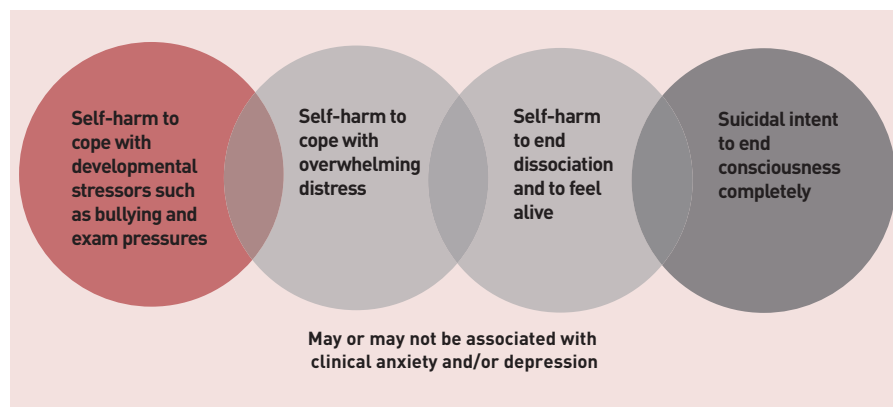 Self-harm to
cope with
developmental
stressors such
as bullying and
exam pressures
Self-harm to
cope with
overwhelming
distress
Self-harm
to end
dissociation
and to feel
alive
Suicidal intent
to end
consciousness
completely
May or may not be associated with
clinical anxiety and/or depression